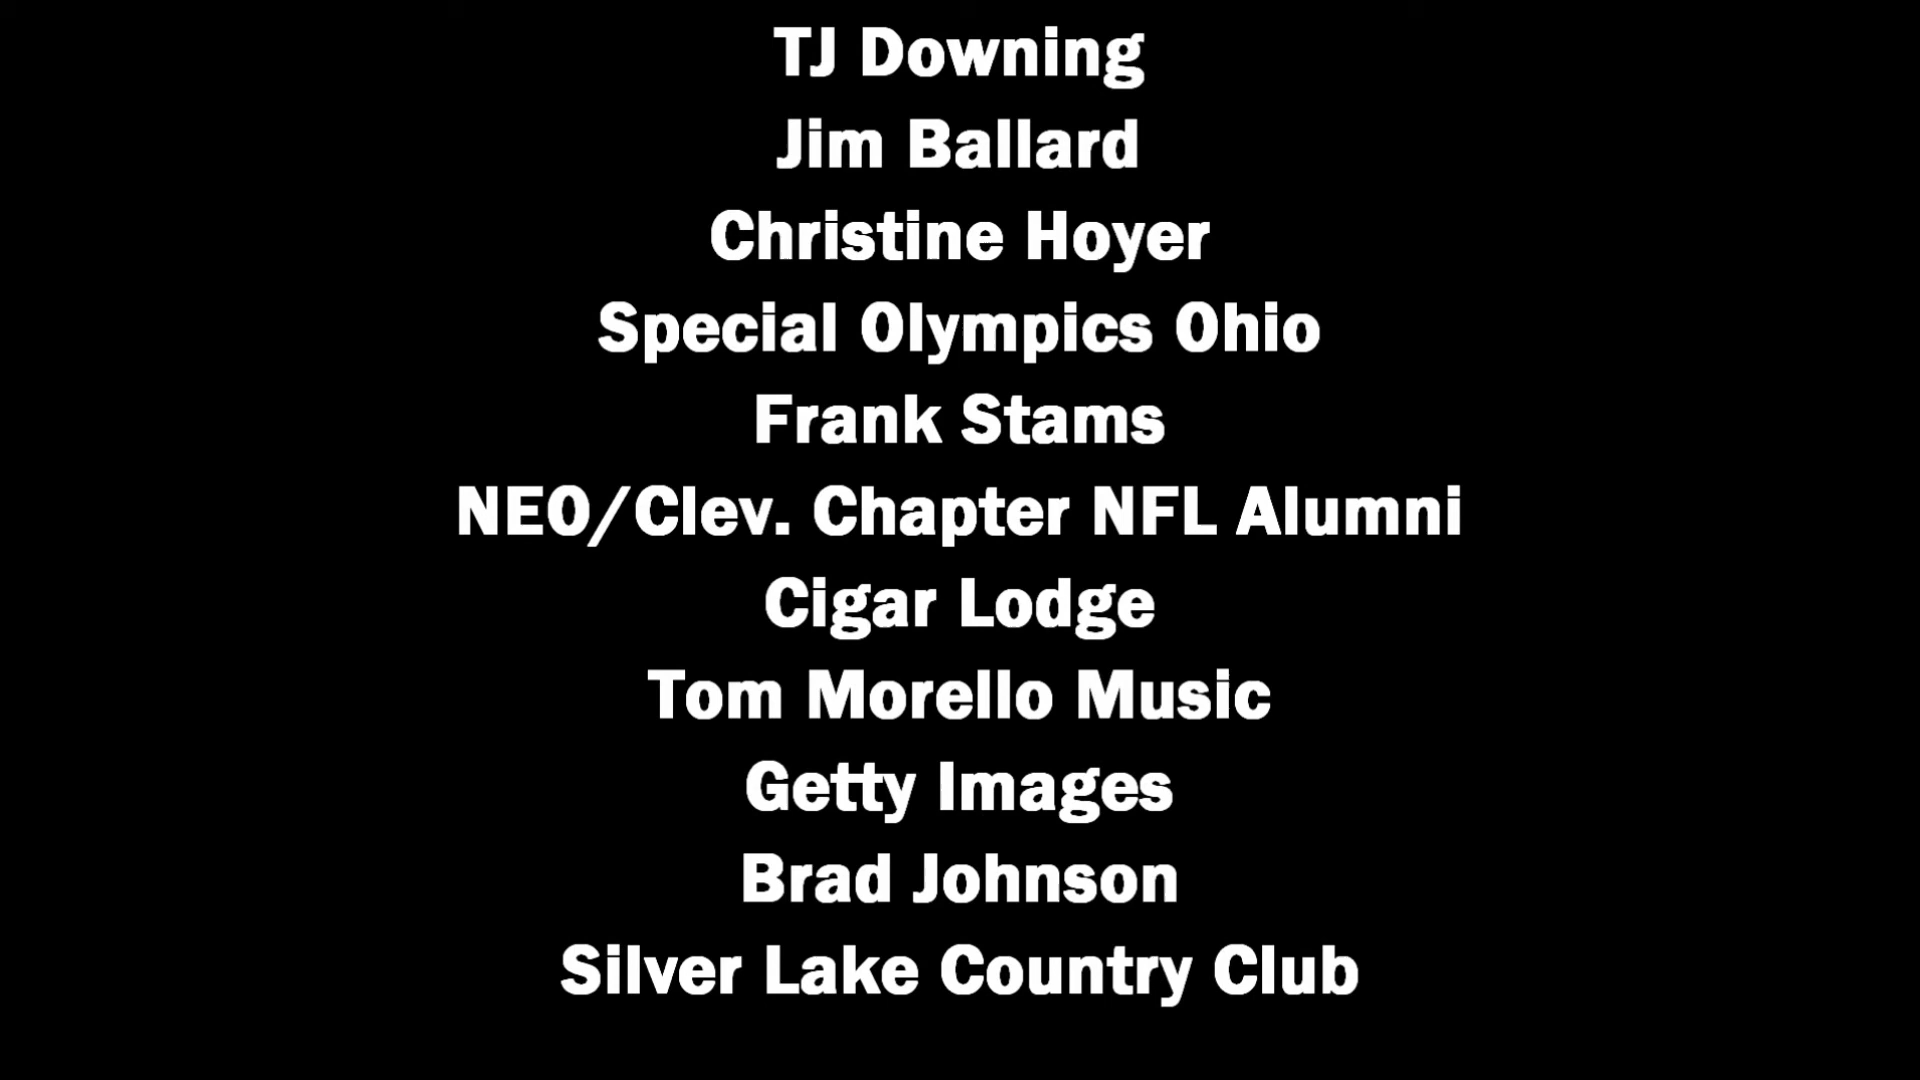 TJ Downing
Jim Ballard
Christine Hoyer
Special Olympics Ohio
Frank Stams
NEO/Clev. Chapter NFL Alumni
Cigar Lodge
Tom Morello Music
Getty Images
Brad Johnson
Silver Lake Country Club